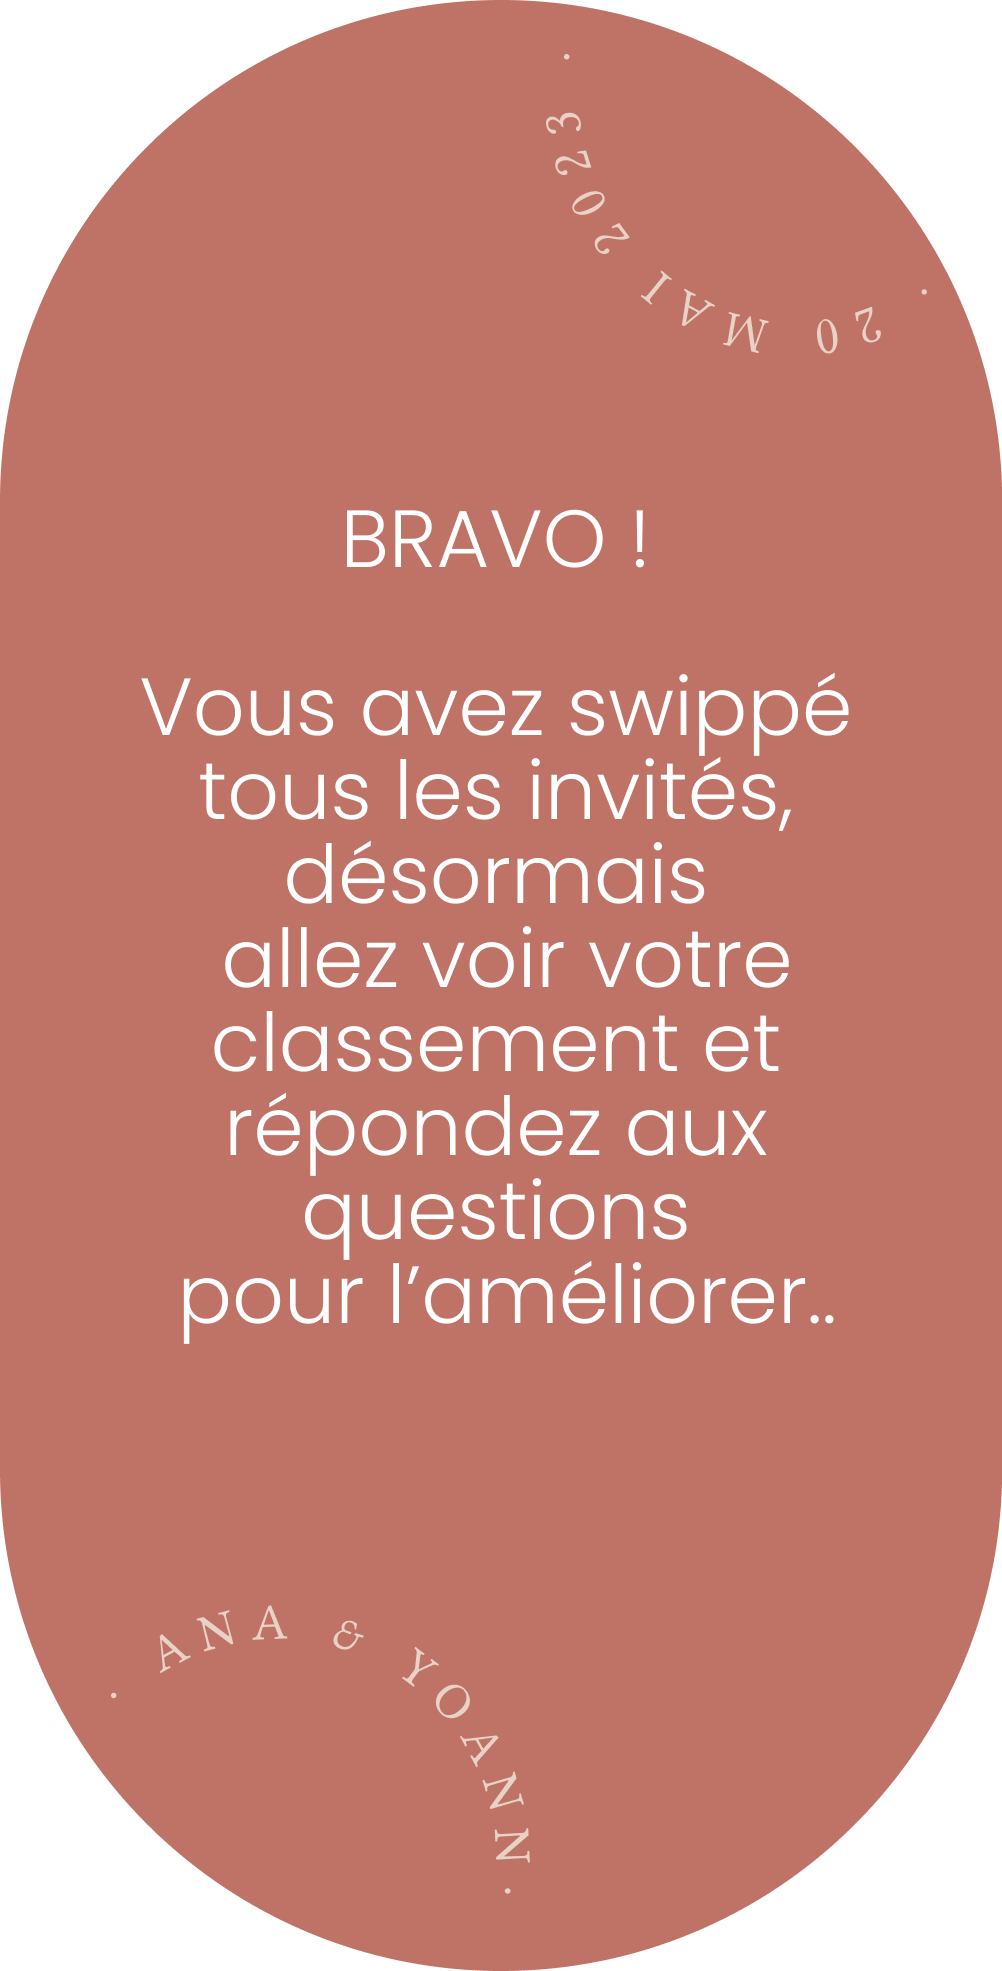 · 20 MAI 2023 ·
BRAVO !
Vous avez swippé
tous les invités,
désormais
allez voir votre
classement et
répondez aux
questions
pour l’améliorer..
· ANA & YOANN ·